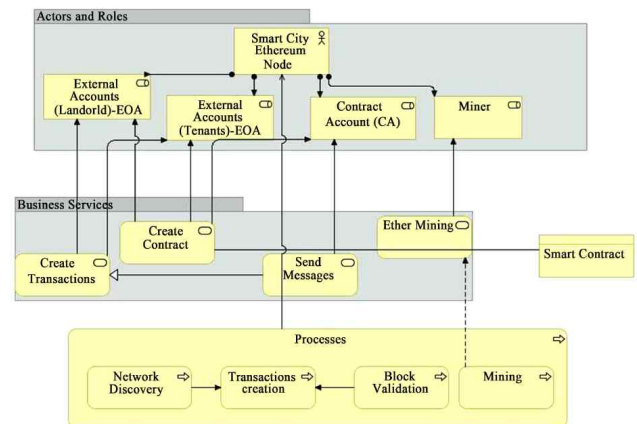 Actors and Roles
Smart City
Ethereum
Node
External
Accounts
(Landorld)-EOA
External
Accounts
(Tenants)-EOA
Contract
Account (CA)
Miner
Business Services
Create
Contract
Ether Mining
Create
Transactions
Send
Messages
Smart Contract
Processes
Network
Discovery
Transactions
creation
Block
Validation
Mining